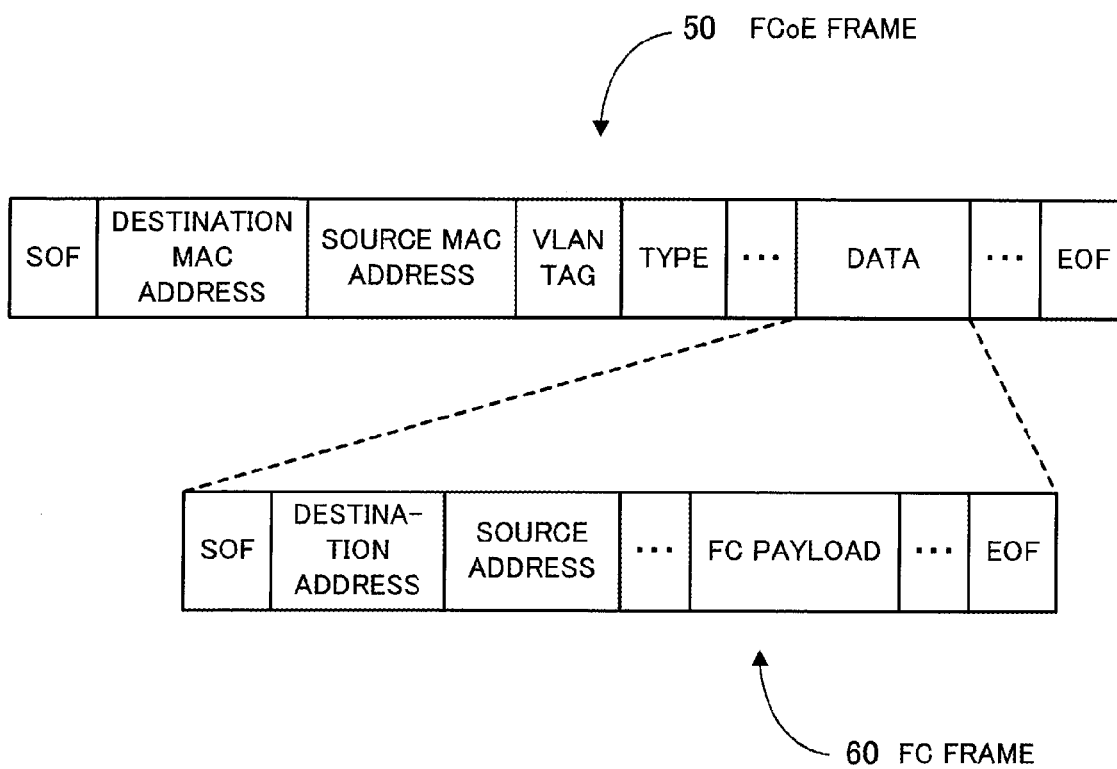 50 FCoE FRAME
SOF
DESTINATION
MAC
ADDRESS
SOURCE MAC
ADDRESS
VLAN
TAG
TYPE
...
DATA
...
EOF
SOF
DESTINA-
TION
ADDRESS
SOURCE
ADDRESS
...
FC PAYLOAD
...
EOF
60 FC FRAME